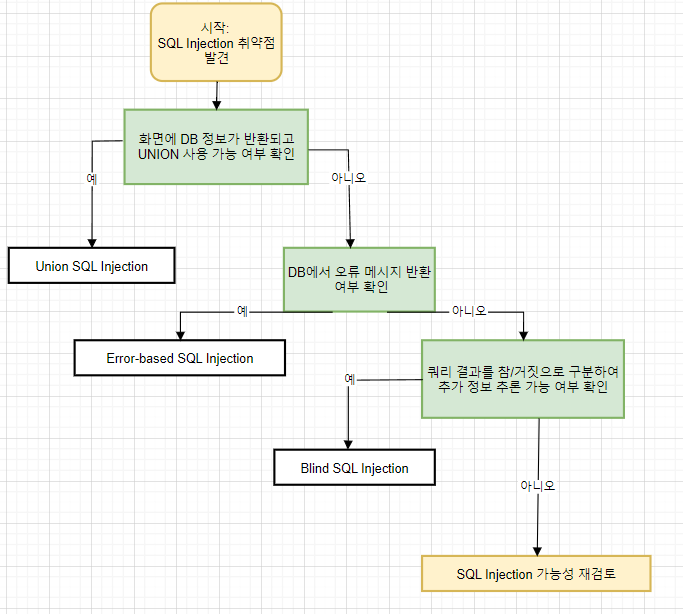 시작:
SQL Injection 취약점
발견
화면에 DB 정보가 반환되고
UNION 사용 가능 여부 확인
예
아니오
Union SQL Injection
DB에서 오류 메시지 반환
여부 확인
예
아니오
Error-based SQL Injection
쿼리 결과를 참/거짓으로 구분하여
추가 정보 추론 가능 여부 확인
예
Blind SQL Injection
아니오
SQL Injection 가능성 재검토